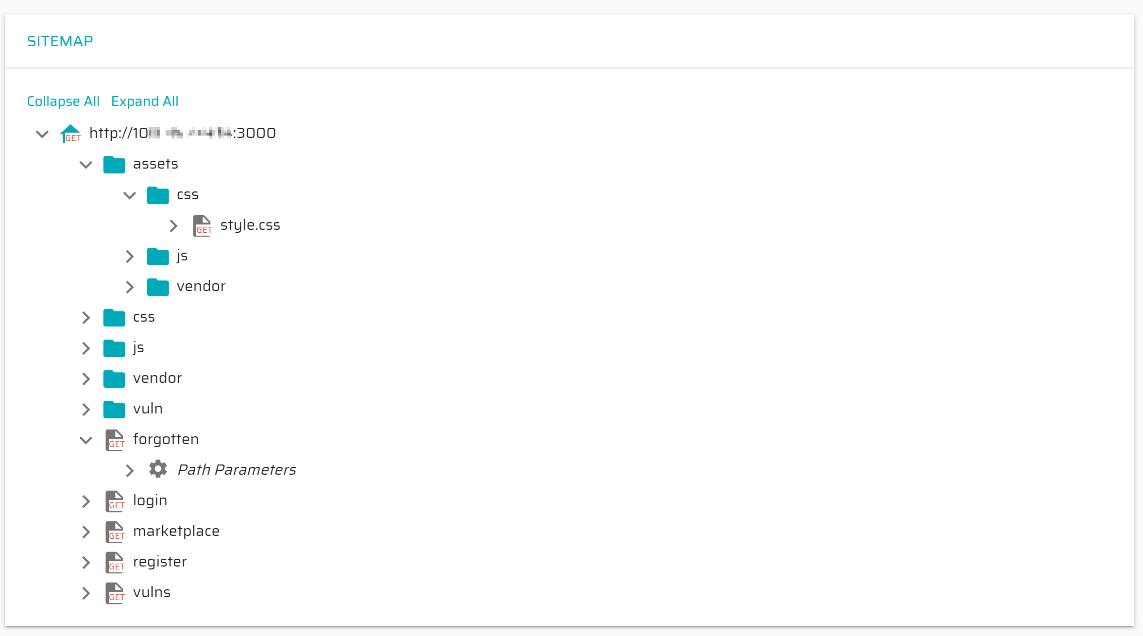 SITEMAP
Collapse All Expand All
GET http://10 :3000
assets
css
GET style.css
js
vendor
css
js
vendor
vuln
GET forgotten
Path Parameters
GET login
GET marketplace
GET register
GET vulns